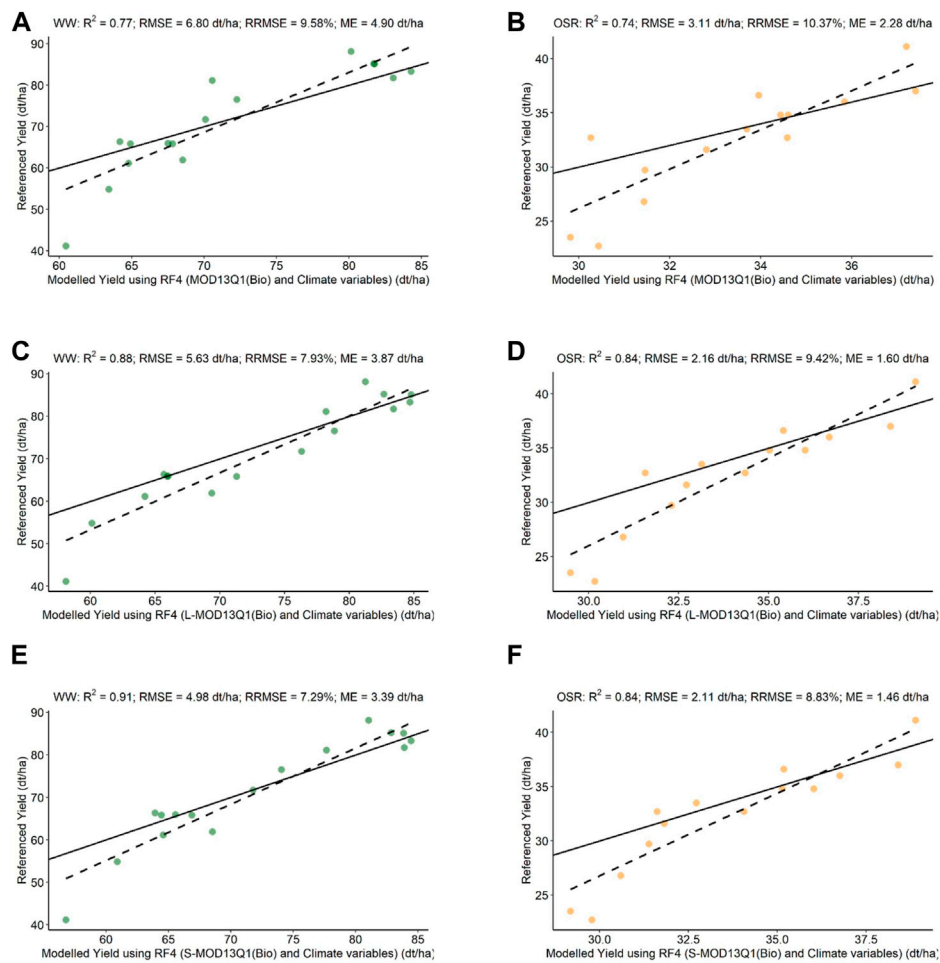 A
WW: R² = 0.77; RMSE = 6.80 dt/ha; RRMSE = 9.58%; ME = 4.90 dt/ha
Referenced Yield (dt/ha)
90
80
70
60
50
40
60 65 70 75 80 85
Modelled Yield using RF4 (MOD13Q1(Bio) and Climate variables) (dt/ha)
B
OSR: R² = 0.74; RMSE = 3.11 dt/ha; RRMSE = 10.37%; ME = 2.28 dt/ha
Referenced Yield (dt/ha)
40
35
30
25
30 32 34 36
Modelled Yield using RF4 (MOD13Q1(Bio) and Climate variables) (dt/ha)
C
WW: R² = 0.88; RMSE = 5.63 dt/ha; RRMSE = 7.93%; ME = 3.87 dt/ha
Referenced Yield (dt/ha)
90
80
70
60
50
40
60 65 70 75 80 85
Modelled Yield using RF4 (L-MOD13Q1(Bio) and Climate variables) (dt/ha)
D
OSR: R² = 0.84; RMSE = 2.16 dt/ha; RRMSE = 9.42%; ME = 1.60 dt/ha
Referenced Yield (dt/ha)
40
35
30
25
30.0 32.5 35.0 37.5
Modelled Yield using RF4 (L-MOD13Q1(Bio) and Climate variables) (dt/ha)
E
WW: R² = 0.91; RMSE = 4.98 dt/ha; RRMSE = 7.29%; ME = 3.39 dt/ha
Referenced Yield (dt/ha)
90
80
70
60
50
40
60 65 70 75 80 85
Modelled Yield using RF4 (S-MOD13Q1(Bio) and Climate variables) (dt/ha)
F
OSR: R² = 0.84; RMSE = 2.11 dt/ha; RRMSE = 8.83%; ME = 1.46 dt/ha
Referenced Yield (dt/ha)
40
35
30
25
30.0 32.5 35.0 37.5
Modelled Yield using RF4 (S-MOD13Q1(Bio) and Climate variables) (dt/ha)